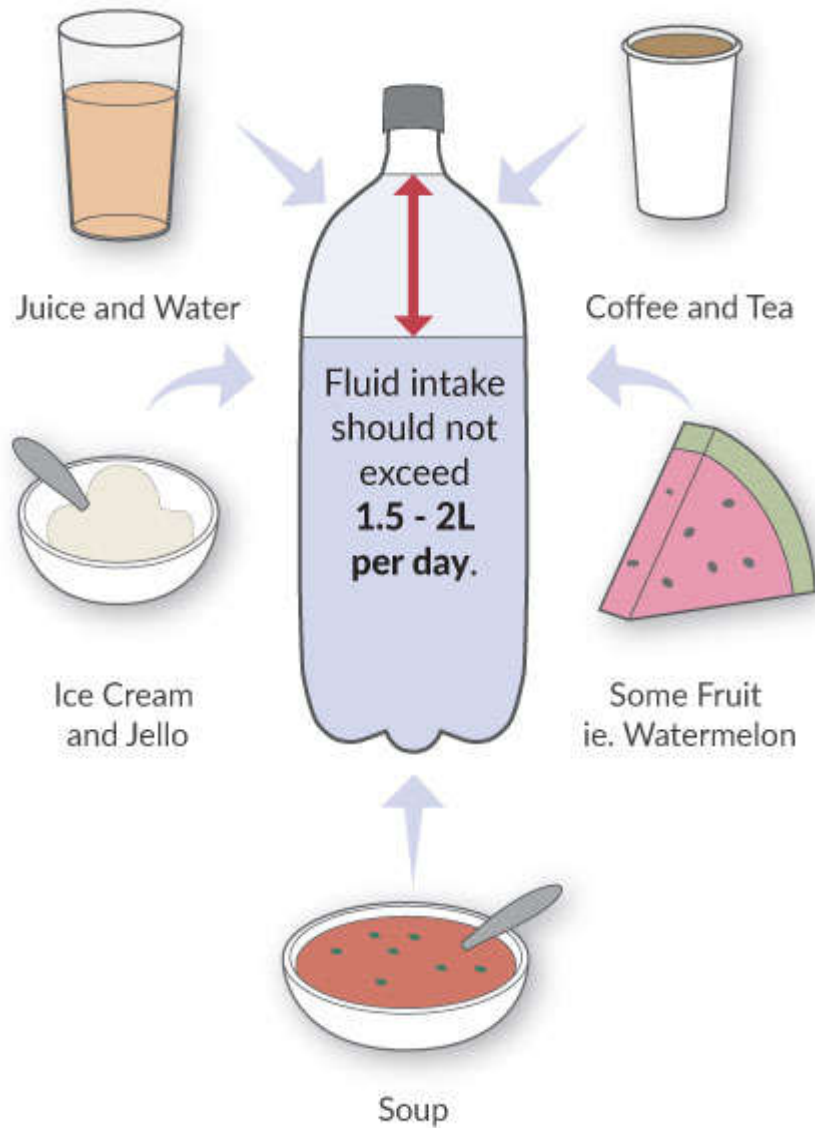 Juice and Water
Coffee and Tea
Fluid intake
should not
exceed
1.5 - 2L
per day.
Ice Cream
and Jello
Some Fruit
ie. Watermelon
Soup